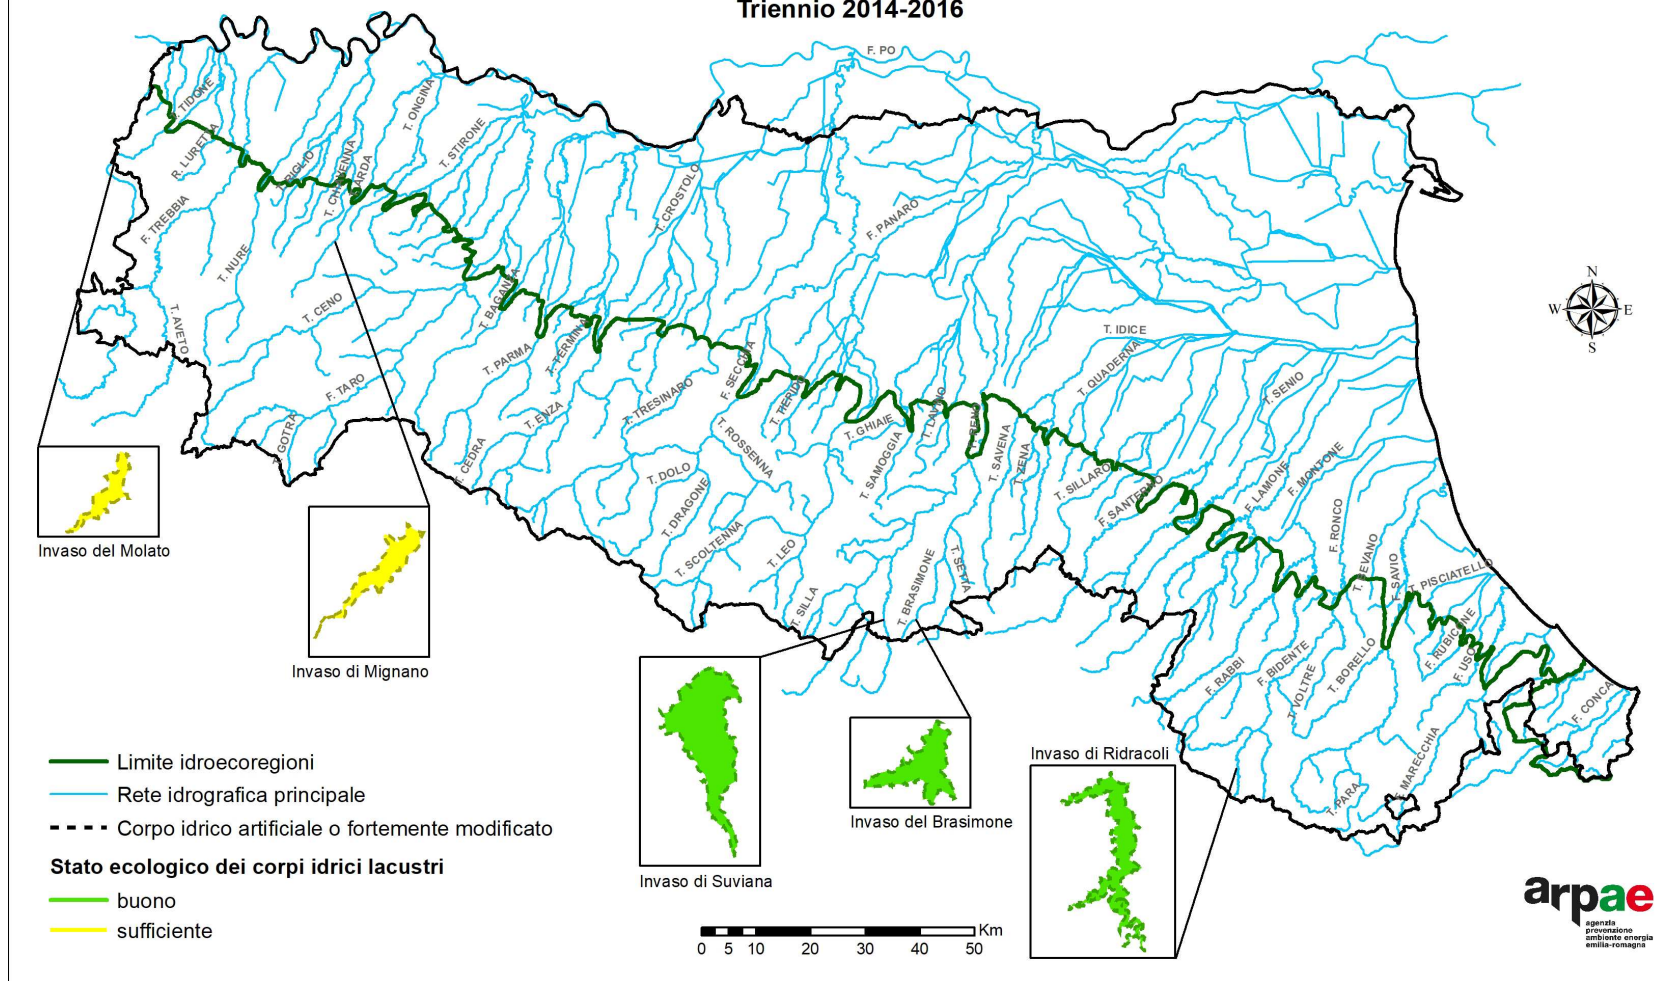 Triennio 2014-2016
F. PO
T. TIDONE
R. LURETTA
T. ONGINA
T. STIRONE
T. RIGLIO
T. CHIAVENNA
T. ARDA
F. TREBBIA
T. NURE
T. CROSTOLO
F. PANARO
N
W
E
S
T. AVETO
T. CENO
T. BAGANZA
T. PARMA
T. TERMINA
T. IDICE
T. QUADERNA
F. TARO
T. ENZA
T. TRESINARO
F. SECCHIA
T. TIEPIDO
T. GHIAIE
T. LAVINO
F. RENO
T. SENIO
T. GOTRA
T. CEDRA
T. ROSSENNA
T. SAMOGGIA
T. SAVENA
T. ZENA
T. DOLO
T. DRAGONE
T. SILLARO
F. SANTERNO
F. LAMONE
F. MONTONE
T. SCOLTENNA
T. LEO
T. SILLA
T. BRASIMONE
T. SETTA
F. RONCO
T. BEVANO
F. SAVIO
T. PISCIATELLO
F. RUBICONE
F. USO
F. RABBI
F. BIDENTE
T. VOLTRE
T. BORELLO
F. CONCA
F. MARECCHIA
T. PARA
Invaso del Molato
Invaso di Mignano
Invaso di Suviana
Invaso del Brasimone
Invaso di Ridracoli
Limite idroecoregioni
Rete idrografica principale
Corpo idrico artificiale o fortemente modificato
Stato ecologico dei corpi idrici lacustri
buono
sufficiente
0 5 10 20 30 40 50 Km
arpae
agenzia
prevenzione
ambiente energia
emilia-romagna